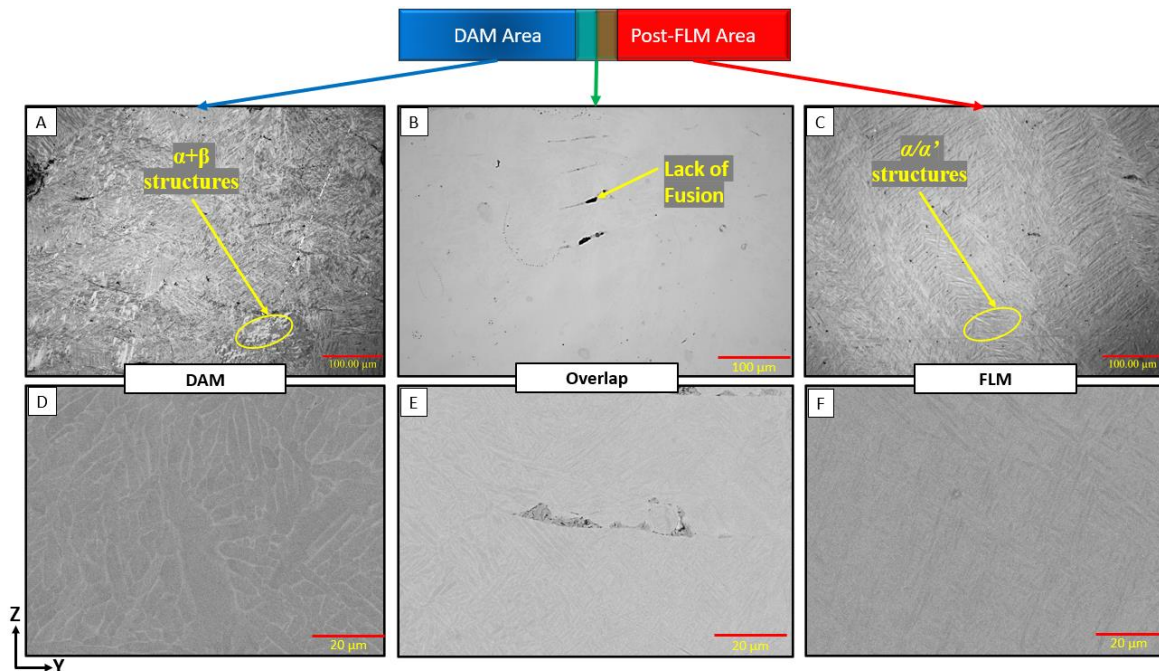 DAM Area
Post-FLM Area
A
α+β
structures
100.00 µm
B
Lack of
Fusion
100 µm
C
α/α’
structures
100.00 µm
DAM
Overlap
FLM
D
20 µm
E
20 µm
F
20 µm
Z
Y